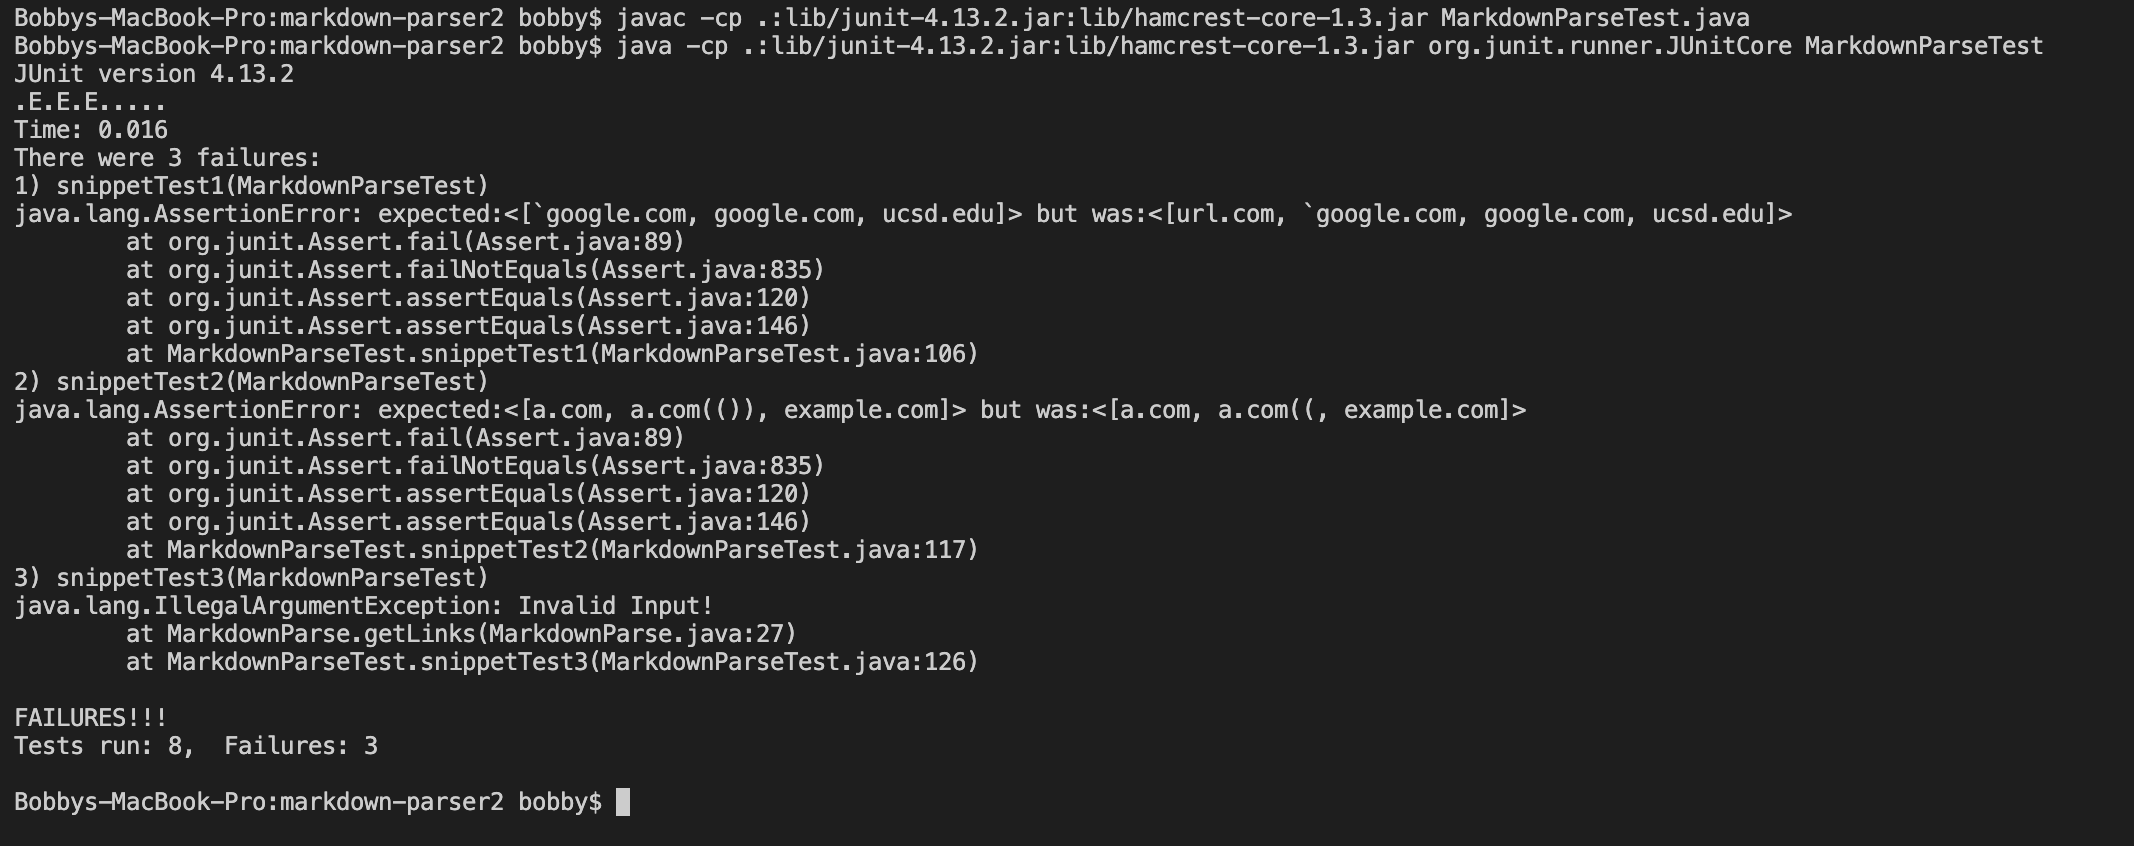 Bobbys-MacBook-Pro:markdown-parser2 bobby$ javac -cp .:lib/junit-4.13.2.jar:lib/hamcrest-core-1.3.jar MarkdownParseTest.java
Bobbys-MacBook-Pro:markdown-parser2 bobby$ java -cp .:lib/junit-4.13.2.jar:lib/hamcrest-core-1.3.jar org.junit.runner.JUnitCore MarkdownParseTest
JUnit version 4.13.2
.E.E.E.....
Time: 0.016
There were 3 failures:
1) snippetTest1(MarkdownParseTest)
java.lang.AssertionError: expected:<[`google.com, google.com, ucsd.edu]> but was:<[url.com, `google.com, google.com, ucsd.edu]>
        at org.junit.Assert.fail(Assert.java:89)
        at org.junit.Assert.failNotEquals(Assert.java:835)
        at org.junit.Assert.assertEquals(Assert.java:120)
        at org.junit.Assert.assertEquals(Assert.java:146)
        at MarkdownParseTest.snippetTest1(MarkdownParseTest.java:106)
2) snippetTest2(MarkdownParseTest)
java.lang.AssertionError: expected:<[a.com, a.com(()), example.com]> but was:<[a.com, a.com((, example.com]>
        at org.junit.Assert.fail(Assert.java:89)
        at org.junit.Assert.failNotEquals(Assert.java:835)
        at org.junit.Assert.assertEquals(Assert.java:120)
        at org.junit.Assert.assertEquals(Assert.java:146)
        at MarkdownParseTest.snippetTest2(MarkdownParseTest.java:117)
3) snippetTest3(MarkdownParseTest)
java.lang.IllegalArgumentException: Invalid Input!
        at MarkdownParse.getLinks(MarkdownParse.java:27)
        at MarkdownParseTest.snippetTest3(MarkdownParseTest.java:126)

FAILURES!!!
Tests run: 8,  Failures: 3

Bobbys-MacBook-Pro:markdown-parser2 bobby$